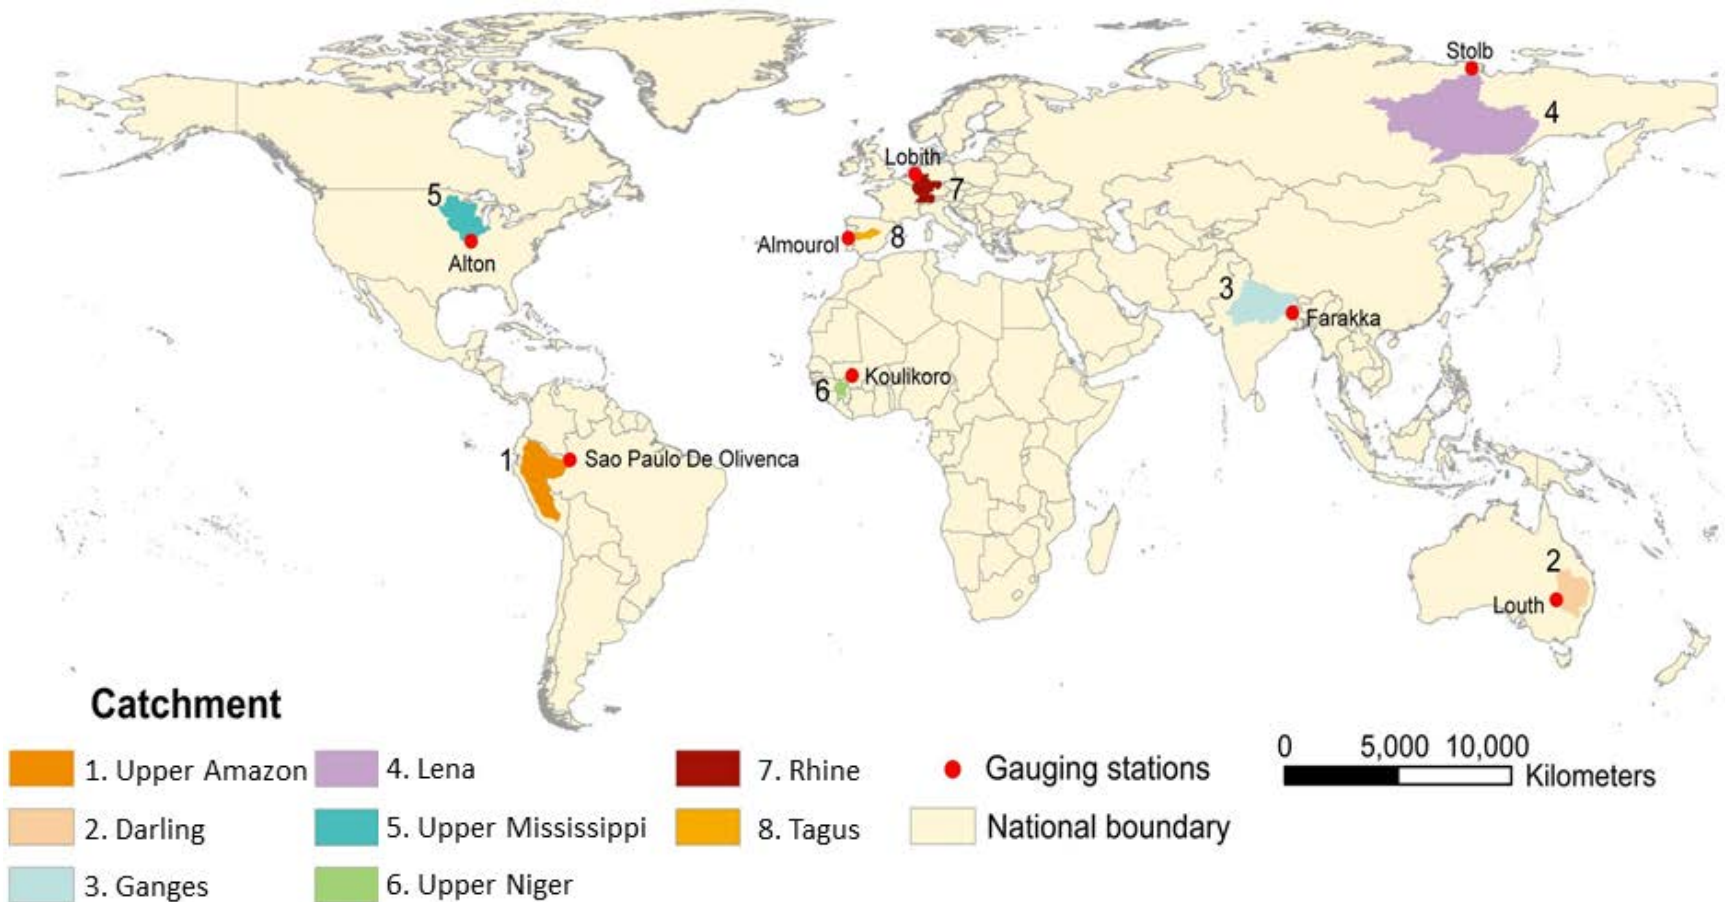 Stolb
4
Lobith
7
5
Almourol
8
Alton
3
Farakka
6
Koulikoro
1
Sao Paulo De Olivenca
2
Louth
Catchment
1. Upper Amazon
2. Darling
3. Ganges
4. Lena
5. Upper Mississippi
6. Upper Niger
7. Rhine
8. Tagus
Gauging stations
National boundary
0 5,000 10,000
Kilometers